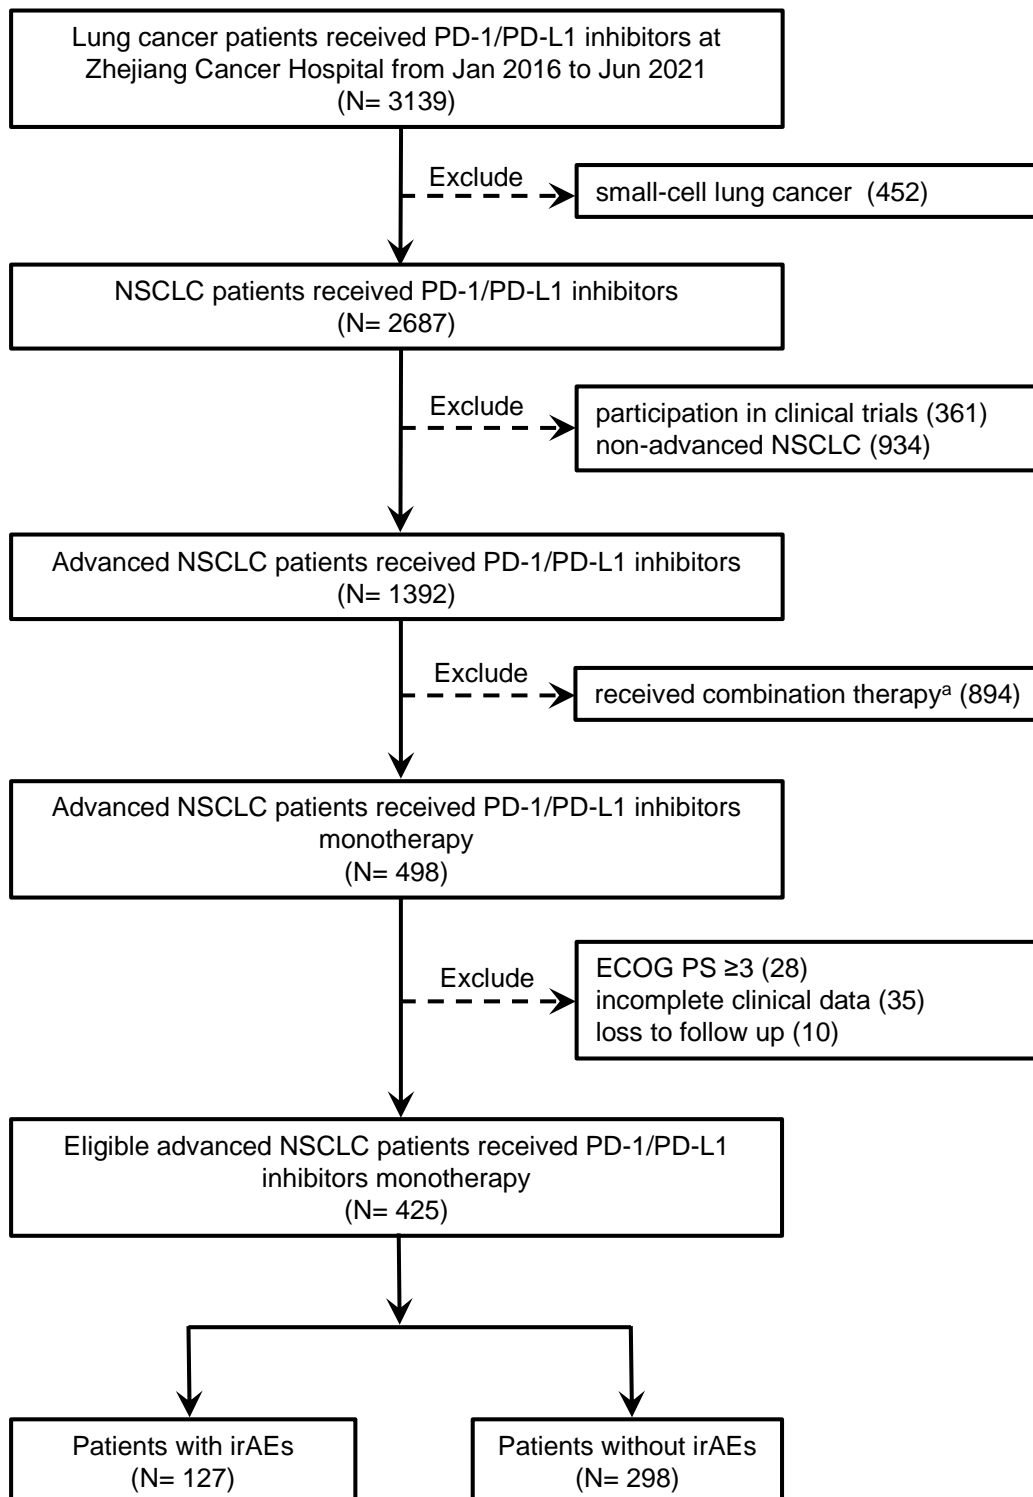 Lung cancer patients received PD-1/PD-L1 inhibitors at
Zhejiang Cancer Hospital from Jan 2016 to Jun 2021
(N= 3139)
Exclude
small-cell lung cancer (452)
NSCLC patients received PD-1/PD-L1 inhibitors
(N= 2687)
Exclude
participation in clinical trials (361)
non-advanced NSCLC (934)
Advanced NSCLC patients received PD-1/PD-L1 inhibitors
(N= 1392)
Exclude
received combination therapyᵃ (894)
Advanced NSCLC patients received PD-1/PD-L1 inhibitors
monotherapy
(N= 498)
Exclude
ECOG PS ≥3 (28)
incomplete clinical data (35)
loss to follow up (10)
Eligible advanced NSCLC patients received PD-1/PD-L1
inhibitors monotherapy
(N= 425)
Patients with irAEs
(N= 127)
Patients without irAEs
(N= 298)